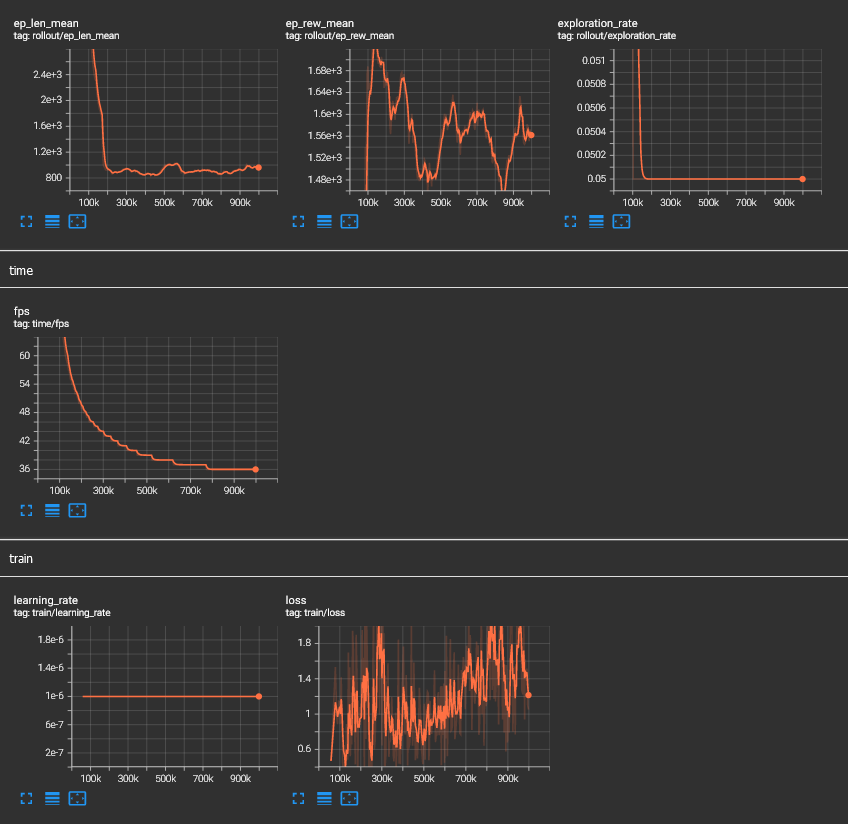 ep_len_mean
tag: rollout/ep_len_mean
2.4e+3
2e+3
1.6e+3
1.2e+3
800
100k 300k 500k 700k 900k
ep_rew_mean
tag: rollout/ep_rew_mean
1.68e+3
1.64e+3
1.6e+3
1.56e+3
1.52e+3
1.48e+3
100k 300k 500k 700k 900k
exploration_rate
tag: rollout/exploration_rate
0.051
0.0508
0.0506
0.0504
0.0502
0.05
100k 300k 500k 700k 900k
time
fps
tag: time/fps
60
54
48
42
36
100k 300k 500k 700k 900k
train
learning_rate
tag: train/learning_rate
1.8e-6
1.4e-6
1e-6
6e-7
2e-7
100k 300k 500k 700k 900k
loss
tag: train/loss
1.8
1.4
1
0.6
100k 300k 500k 700k 900k